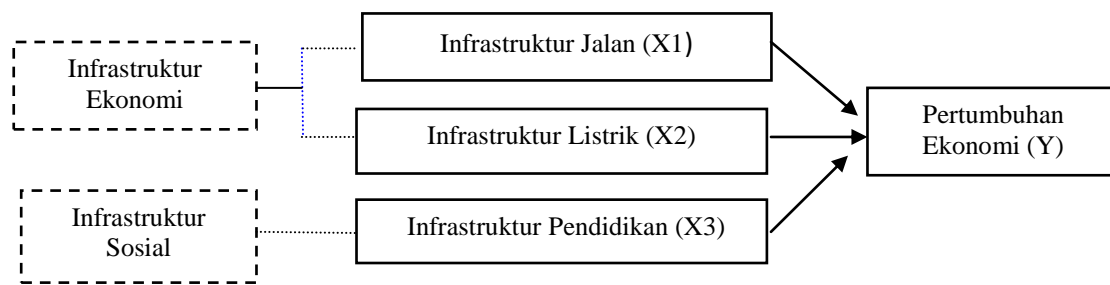 Infrastruktur
Ekonomi
Infrastruktur Jalan (X1)
Infrastruktur Listrik (X2)
Pertumbuhan
Ekonomi (Y)
Infrastruktur
Sosial
Infrastruktur Pendidikan (X3)